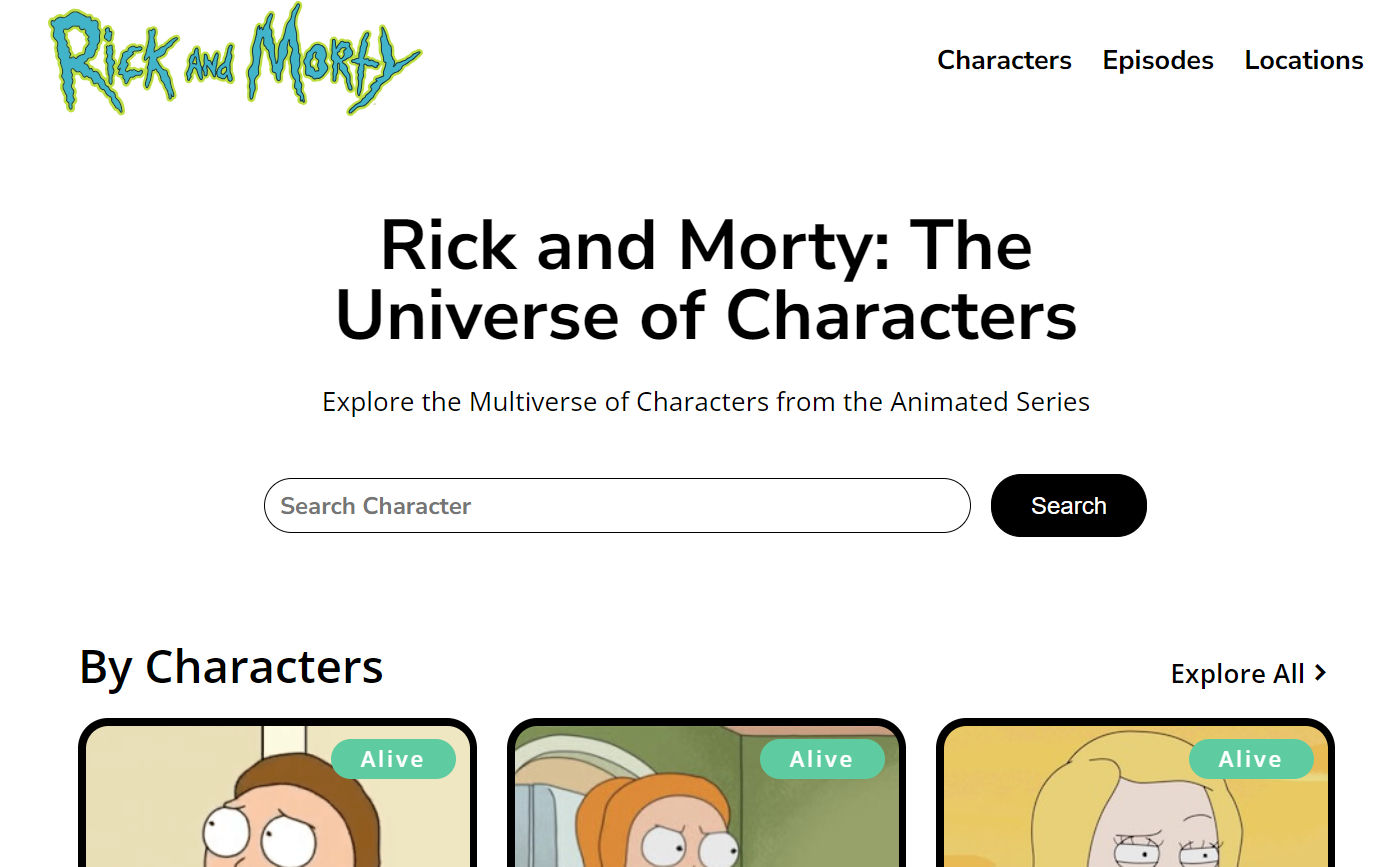 Rick and Morty
Characters Episodes Locations
Rick and Morty: The
Universe of Characters
Explore the Multiverse of Characters from the Animated Series
Search Character
Search
By Characters
Explore All
Alive
Alive
Alive